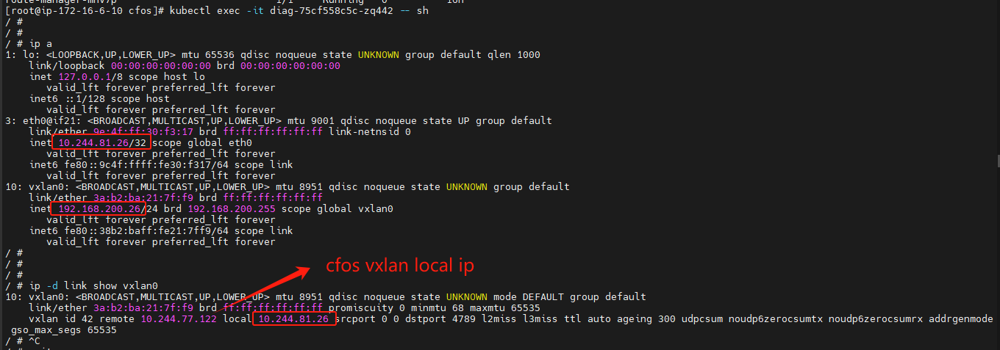 [root@ip-172-16-6-10 cfos]# kubectl exec -it diag-75cf558c5c-zq442 -- sh
/ #
/ #
/ # ip a
1: lo: <LOOPBACK,UP,LOWER_UP> mtu 65536 qdisc noqueue state UNKNOWN group default qlen 1000
link/loopback 00:00:00:00:00:00 brd 00:00:00:00:00:00
inet 127.0.0.1/8 scope host lo
valid_lft forever preferred_lft forever
inet6 ::1/128 scope host
valid_lft forever preferred_lft forever
3: eth0@if21: <BROADCAST,MULTICAST,UP,LOWER_UP> mtu 9001 qdisc noqueue state UP group default
link/ether 9e:4f:ff:30:f3:17 brd ff:ff:ff:ff:ff:ff link-netnsid 0
inet 10.244.81.26/32 scope global eth0
valid_lft forever preferred_lft forever
inet6 fe80::9c4f:ffff:fe30:f317/64 scope link
valid_lft forever preferred_lft forever
10: vxlan0: <BROADCAST,MULTICAST,UP,LOWER_UP> mtu 8951 qdisc noqueue state UNKNOWN group default
link/ether 3a:b2:ba:21:7f:f9 brd ff:ff:ff:ff:ff:ff
inet 192.168.200.26/24 brd 192.168.200.255 scope global vxlan0
valid_lft forever preferred_lft forever
inet6 fe80::38b2:baff:fe21:7ff9/64 scope link
valid_lft forever preferred_lft forever
/ #
/ #
cfos vxlan local ip
/ #
/ # ip -d link show vxlan0
10: vxlan0: <BROADCAST,MULTICAST,UP,LOWER_UP> mtu 8951 qdisc noqueue state UNKNOWN mode DEFAULT group default
link/ether 3a:b2:ba:21:7f:f9 brd ff:ff:ff:ff:ff:ff promiscuity 0 minmtu 68 maxmtu 65535
vxlan id 42 remote 10.244.77.122 local 10.244.81.26 srcport 0 0 dstport 4789 l2miss l3miss ttl auto ageing 300 udpcsum noudp6zerocsumtx noudp6zerocsumrx addrgenmode
gso_max_segs 65535
/ # ^C